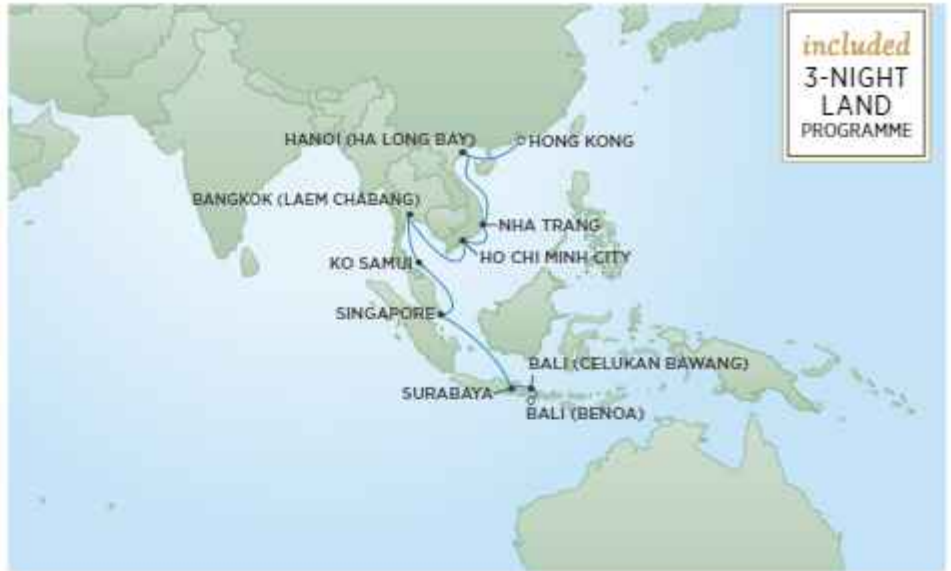 included
3-NIGHT
LAND
PROGRAMME
HANOI (HA LONG BAY)
HONG KONG
BANGKOK (LAEM CHABANG)
NHA TRANG
HO CHI MINH CITY
KO SAMUI
SINGAPORE
BALI (CELUKAN BAWANG)
SURABAYA
BALI (BENOA)